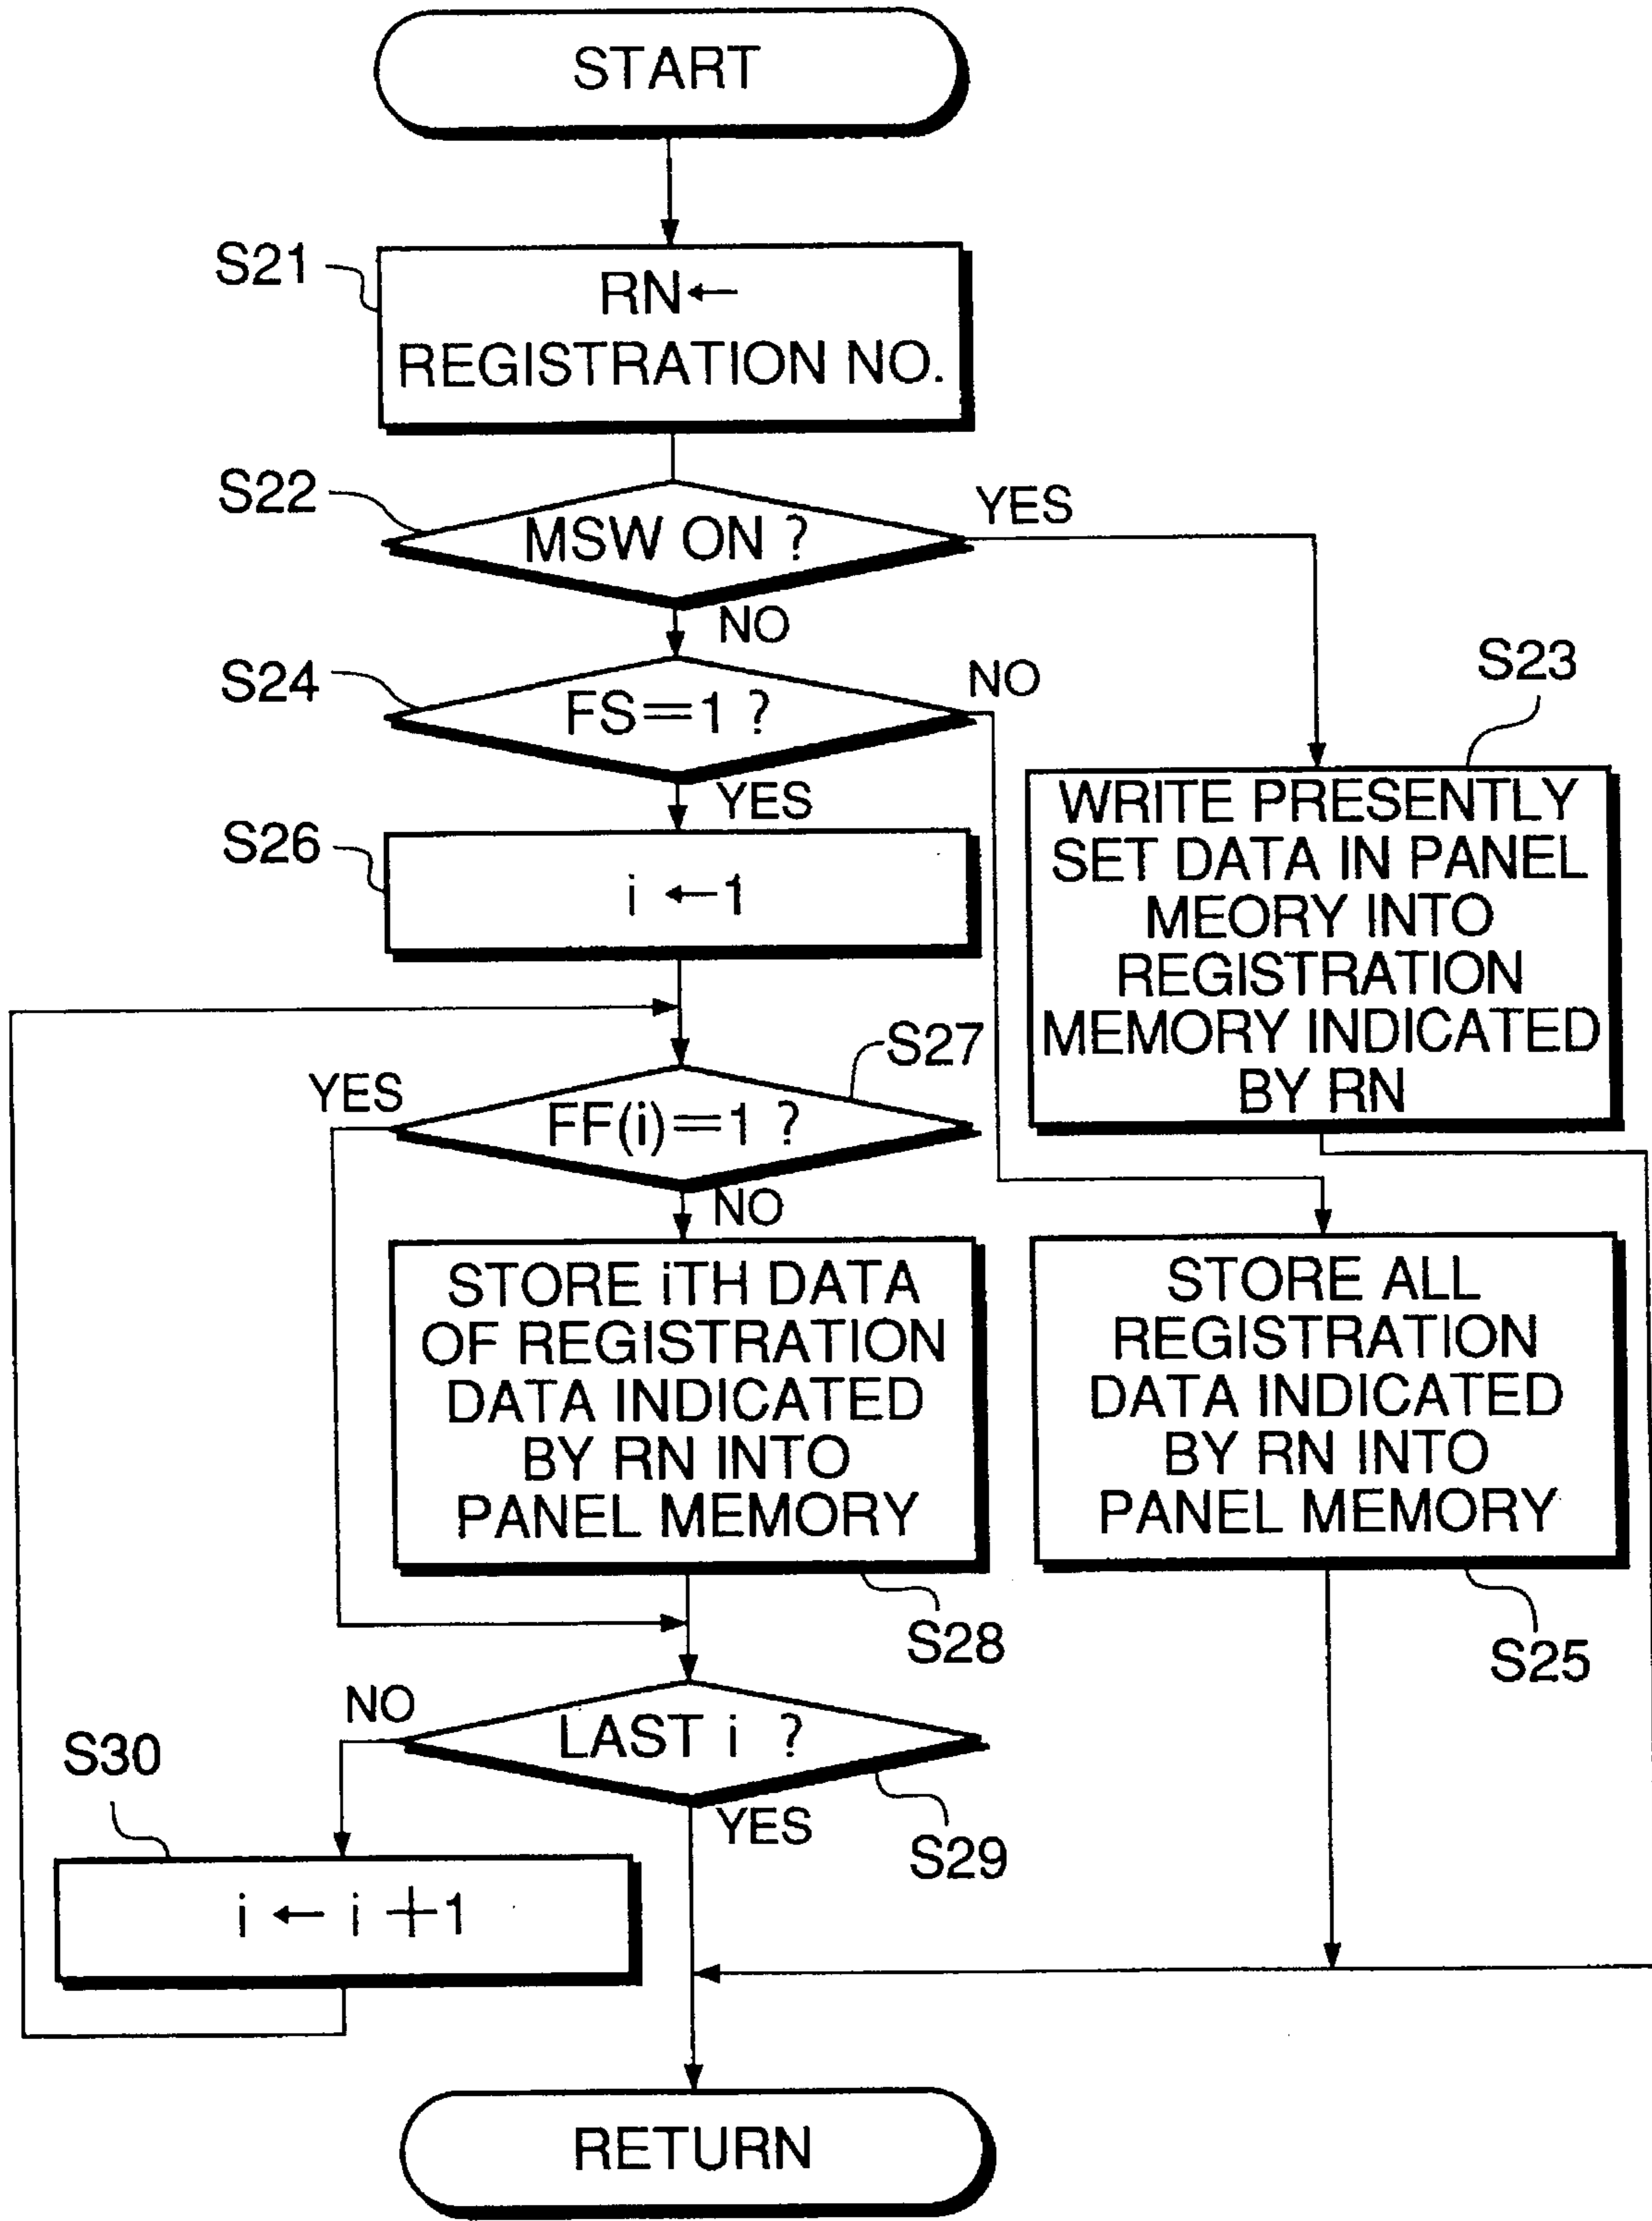 START
S21
RN←
REGISTRATION NO.
S22
MSW ON ?
YES
NO
S24
FS=1 ?
NO
YES
S23
WRITE PRESENTLY
SET DATA IN PANEL
MEORY INTO
REGISTRATION
MEMORY INDICATED
BY RN
S26
i ←1
S27
YES
FF(i)=1 ?
NO
STORE iTH DATA
OF REGISTRATION
DATA INDICATED
BY RN INTO
PANEL MEMORY
S28
STORE ALL
REGISTRATION
DATA INDICATED
BY RN INTO
PANEL MEMORY
S25
NO
LAST i ?
YES
S29
S30
i ← i +1
RETURN